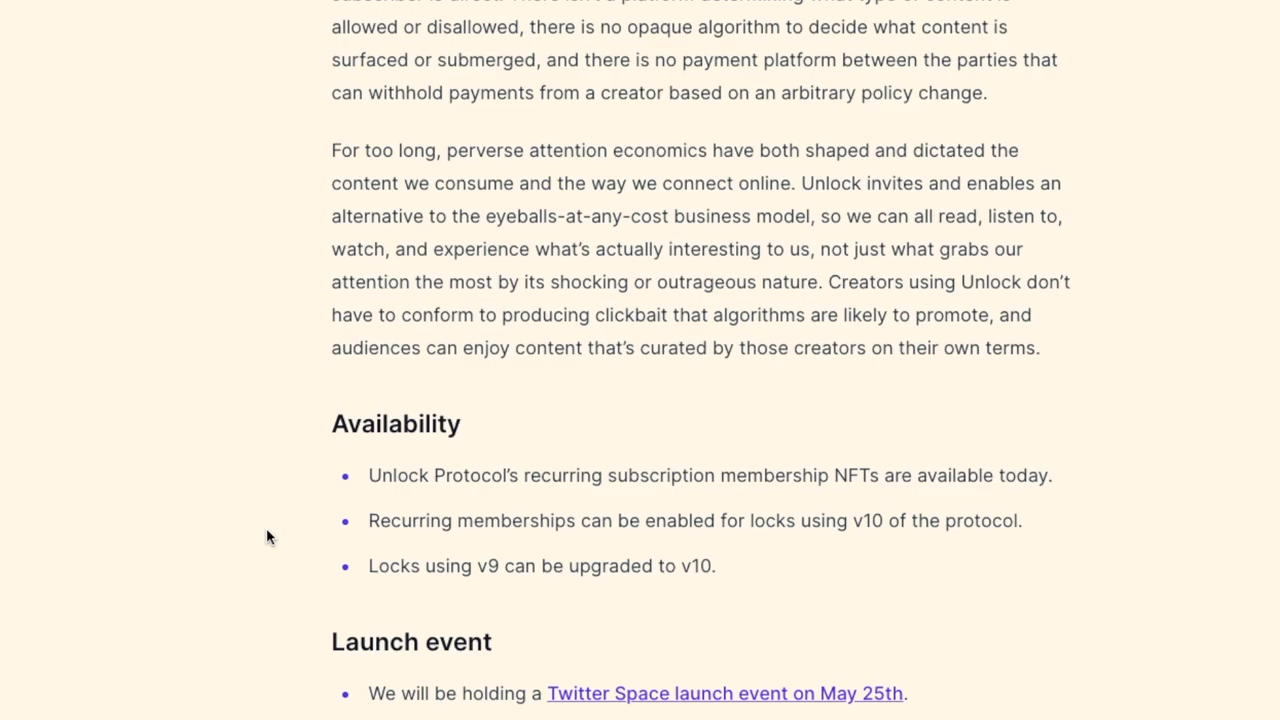 allowed or disallowed, there is no opaque algorithm to decide what content is
surfaced or submerged, and there is no payment platform between the parties that
can withhold payments from a creator based on an arbitrary policy change.
For too long, perverse attention economics have both shaped and dictated the
content we consume and the way we connect online. Unlock invites and enables an
alternative to the eyeballs-at-any-cost business model, so we can all read, listen to,
watch, and experience what’s actually interesting to us, not just what grabs our
attention the most by its shocking or outrageous nature. Creators using Unlock don’t
have to conform to producing clickbait that algorithms are likely to promote, and
audiences can enjoy content that’s curated by those creators on their own terms.
Availability
• Unlock Protocol’s recurring subscription membership NFTs are available today.
• Recurring memberships can be enabled for locks using v10 of the protocol.
• Locks using v9 can be upgraded to v10.
Launch event
• We will be holding a Twitter Space launch event on May 25th.